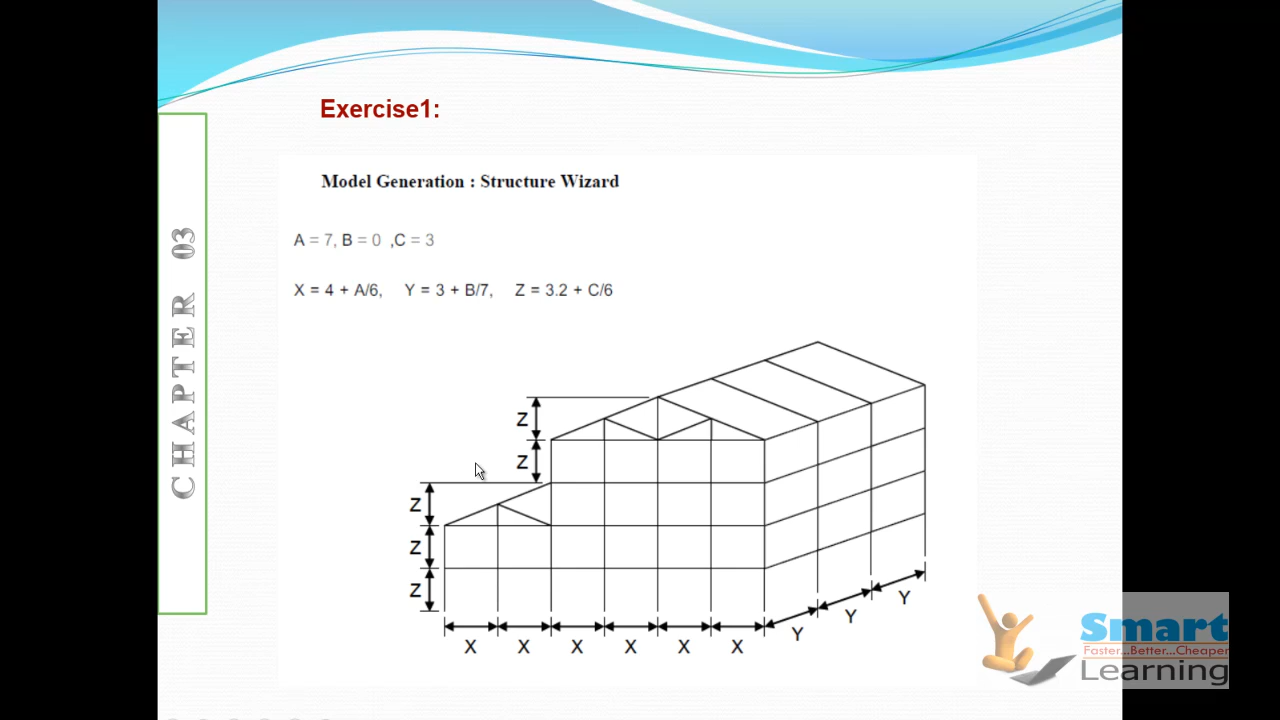 Exercise1:
CHAPTER 03
Model Generation : Structure Wizard
A = 7, B = 0 ,C = 3
X = 4 + A/6, Y = 3 + B/7, Z = 3.2 + C/6
Z
Z
Z
Z
Z
X X X X X X
Y Y Y
Smart
Faster...Better...Cheaper
Learning